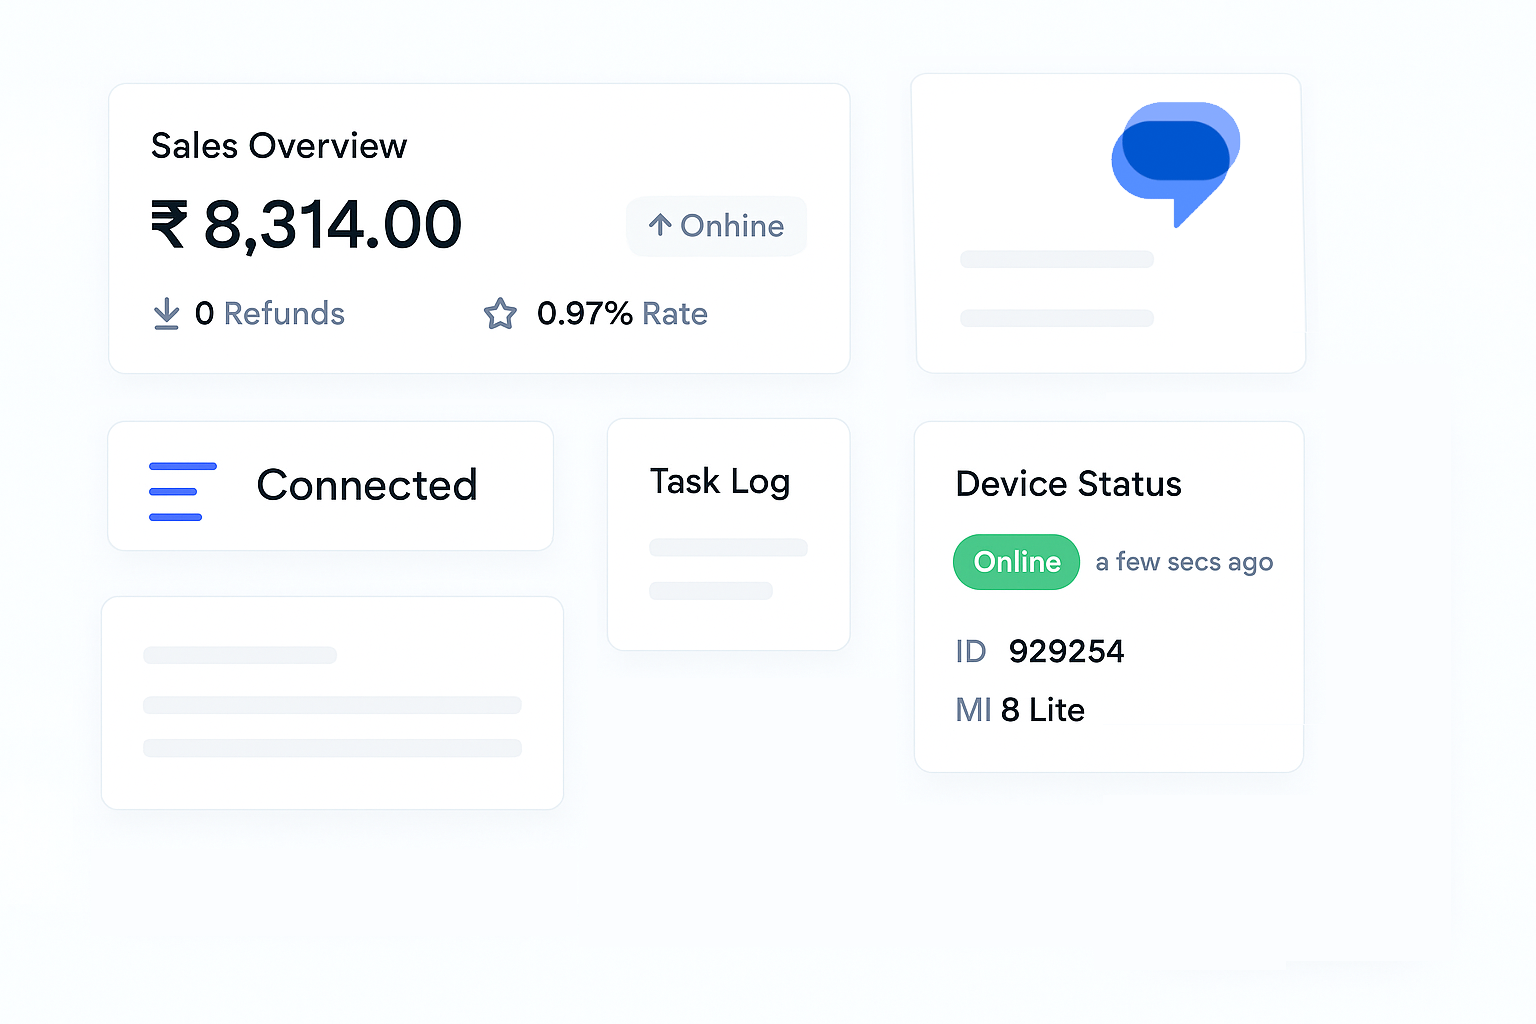 Sales Overview
₹ 8,314.00
↑ Onhine
0 Refunds
0.97% Rate
Connected
Task Log
Device Status
Online a few secs ago
ID 929254
MI 8 Lite